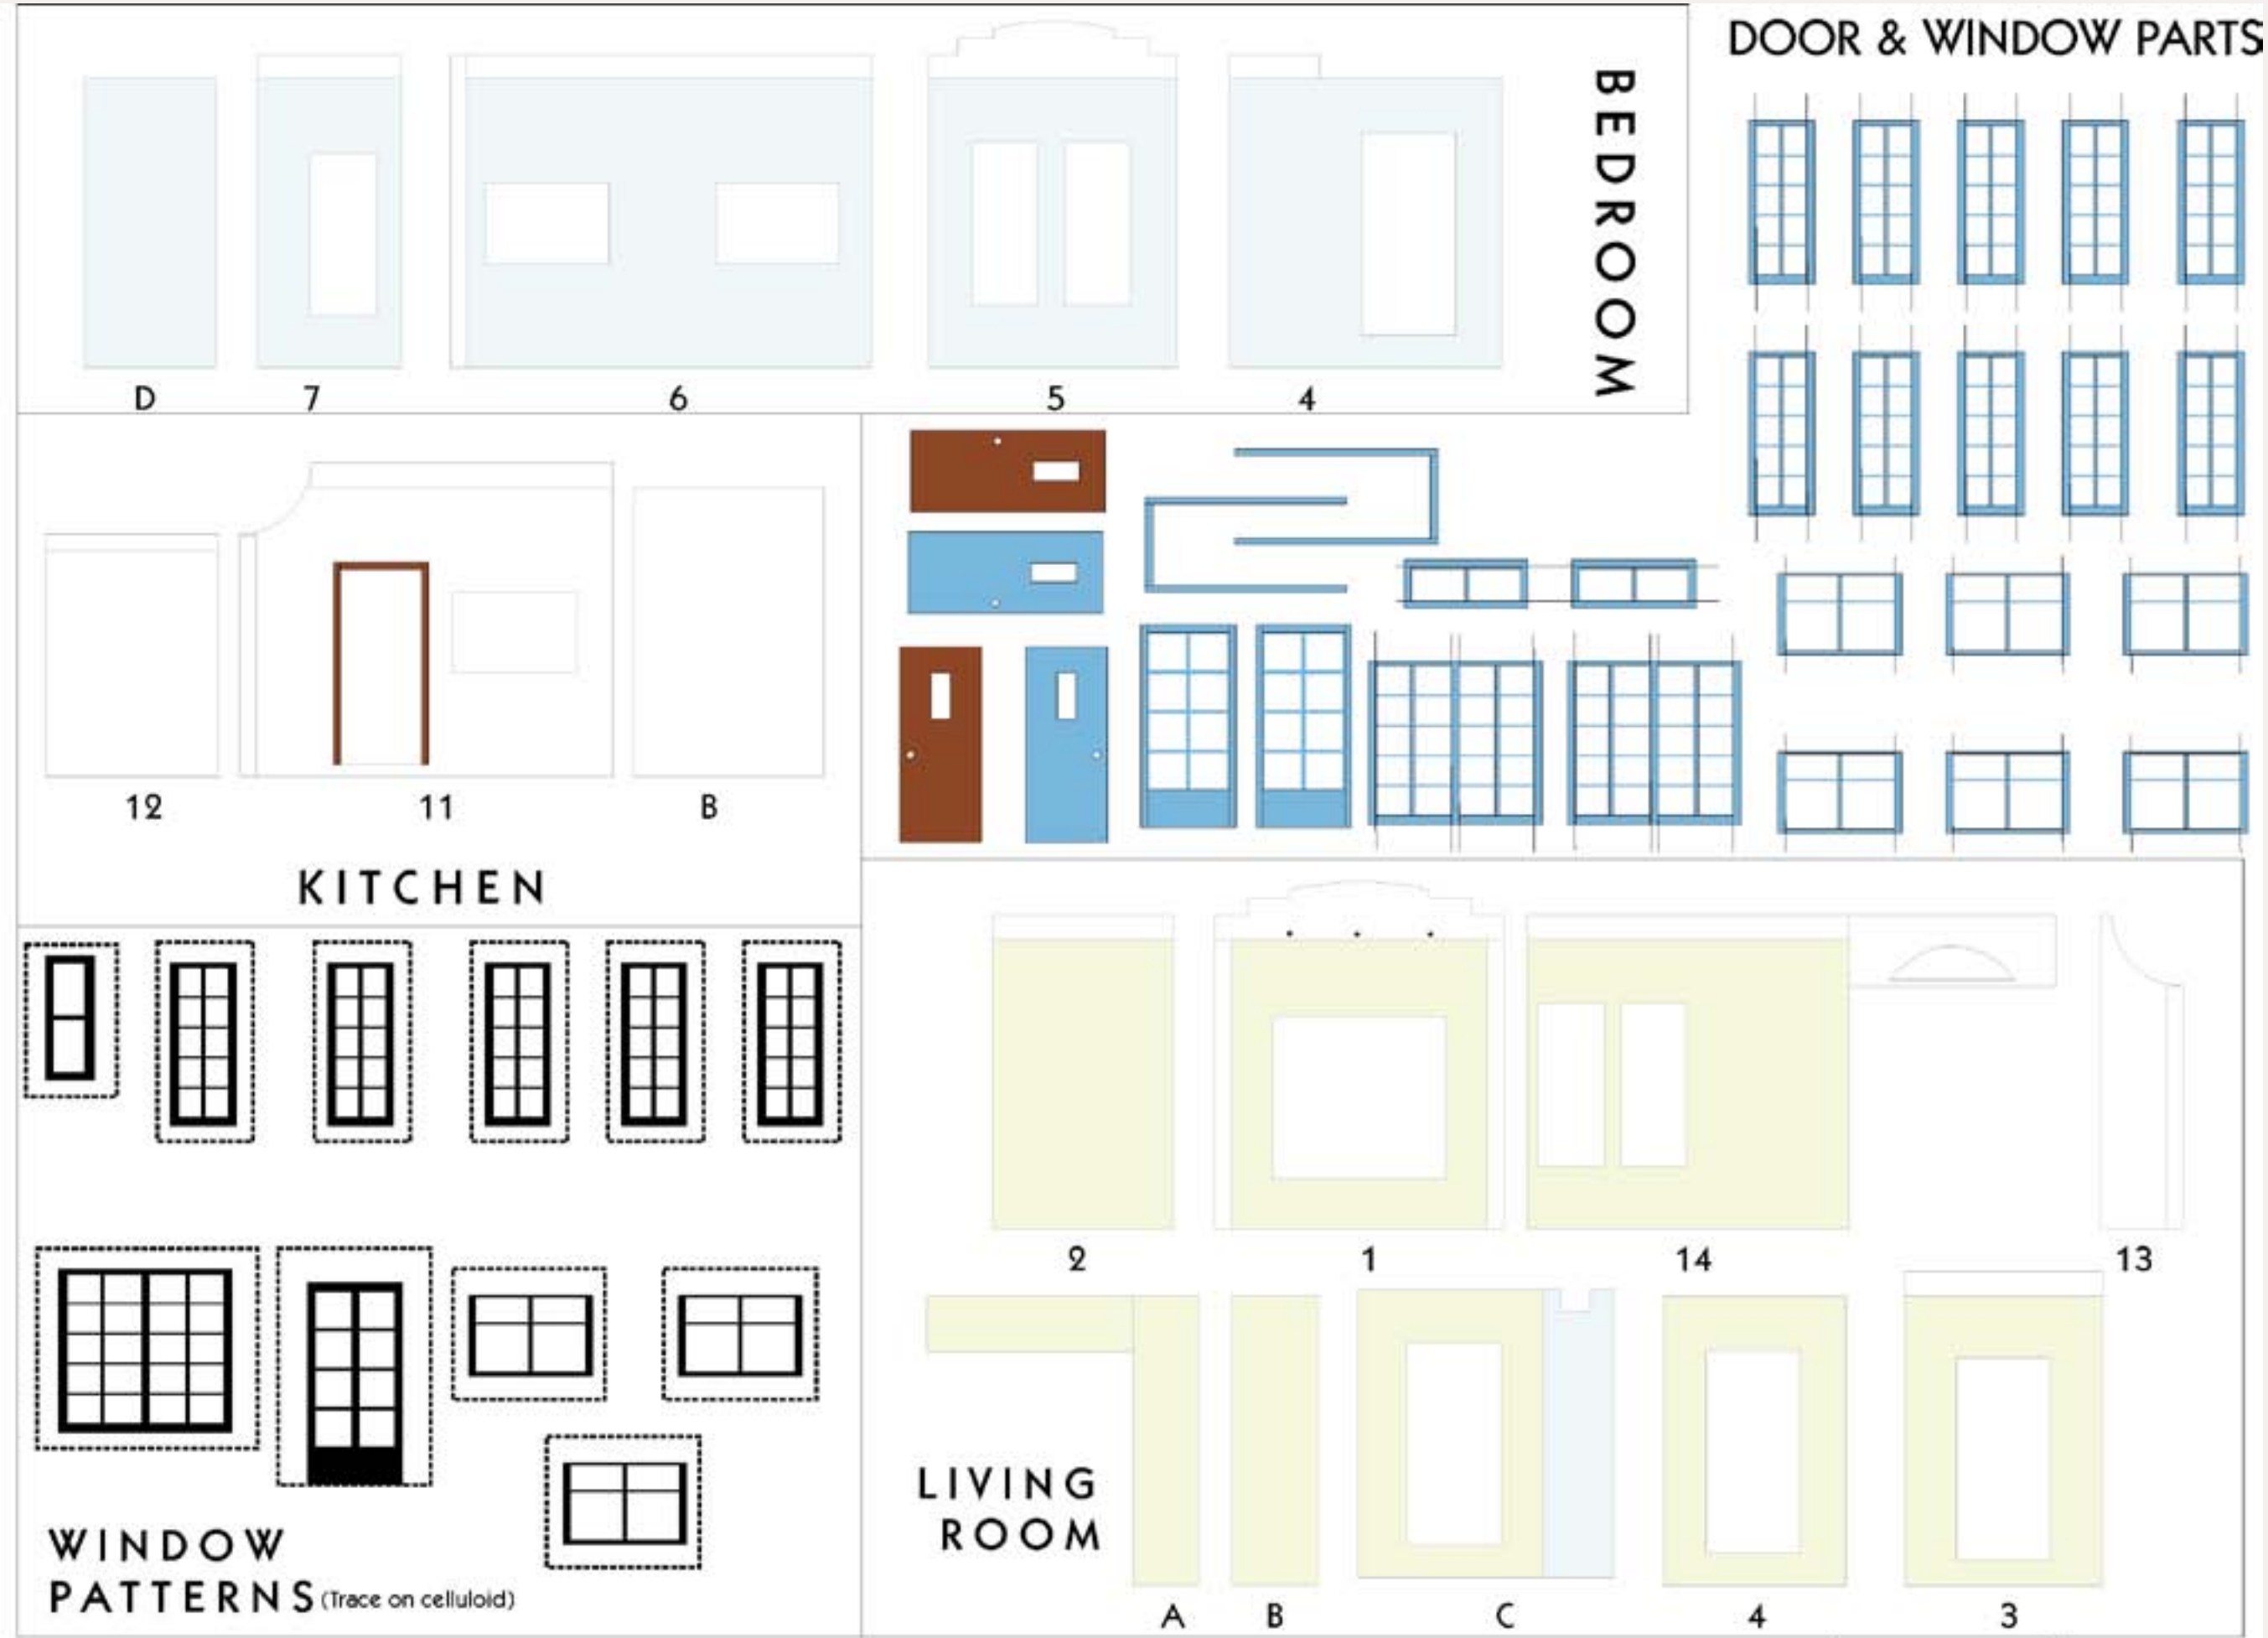 DOOR & WINDOW PARTS
BEDROOM
D 7 6 5 4
12 11 B
KITCHEN
2 1 14 13
LIVING
ROOM
A B C 4 3
WINDOW
PATTERNS (Trace on celluloid)